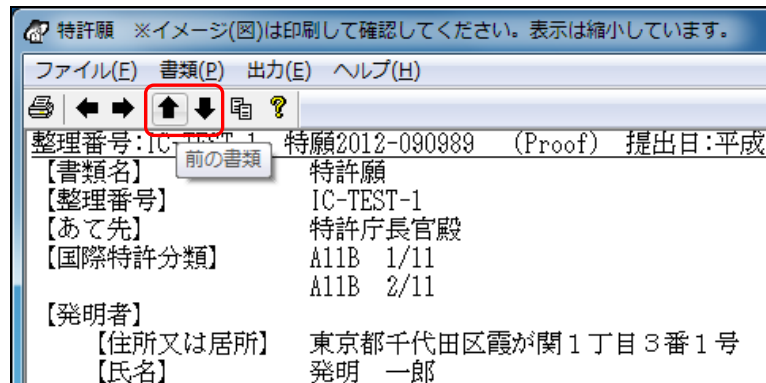 特許願 ※イメージ(図)は印刷して確認してください。表示は縮小しています。
ファイル(F) 書類(P) 出力(E) ヘルプ(H)
整理番号:IC-TEST-1 特願2012-090989 (Proof) 提出日:平成
前の書類
【書類名】 特許願
【整理番号】 IC-TEST-1
【あて先】 特許庁長官殿
【国際特許分類】 A11B 1/11
A11B 2/11
【発明者】
【住所又は居所】 東京都千代田区霞が関1丁目3番1号
【氏名】 発明 一郎